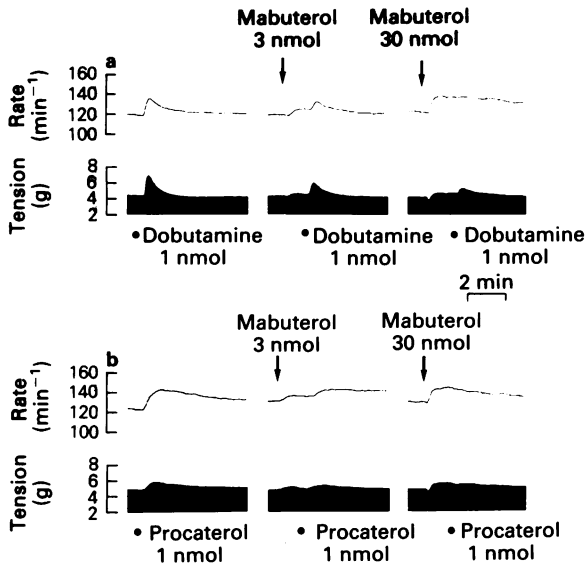 Mabuterol
3 nmol
Mabuterol
30 nmol
a
Rate
(min−1)
160
140
120
100
Tension
(g)
8
6
4
2
• Dobutamine
1 nmol
• Dobutamine
1 nmol
• Dobutamine
1 nmol
2 min
Mabuterol
3 nmol
Mabuterol
30 nmol
b
Rate
(min−1)
160
140
120
100
Tension
(g)
8
6
4
2
• Procaterol
1 nmol
• Procaterol
1 nmol
• Procaterol
1 nmol